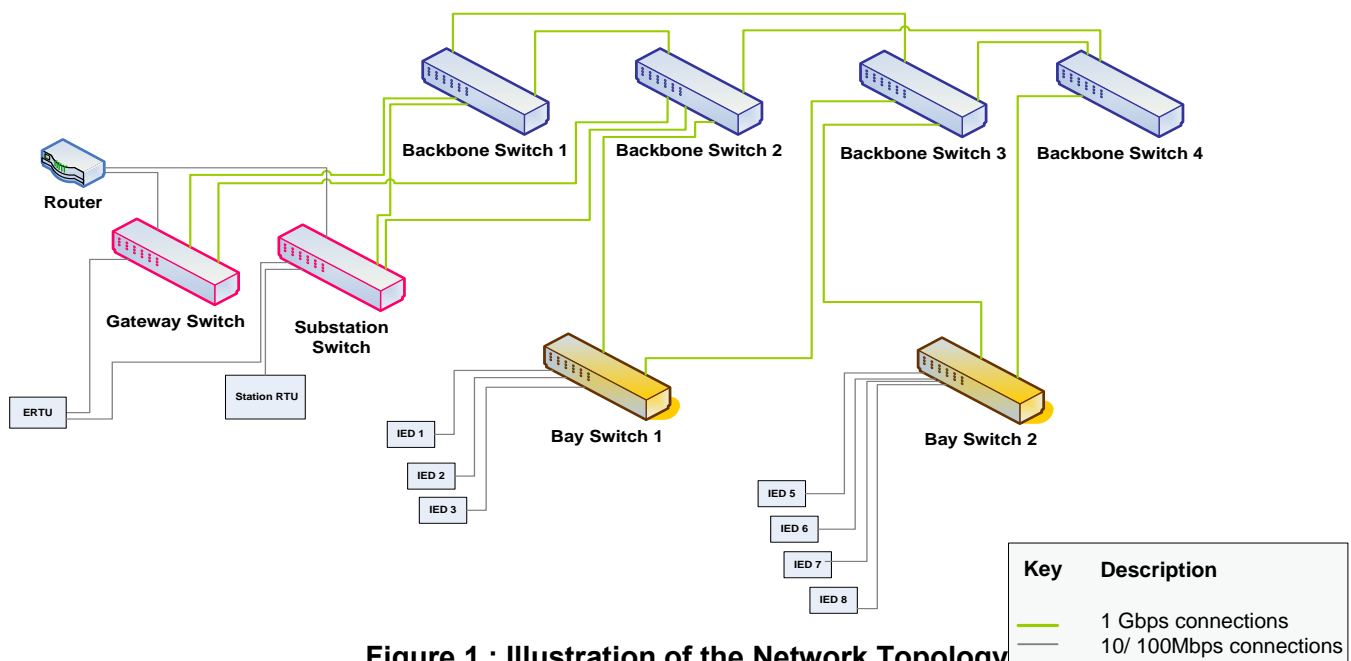 Backbone Switch 1
Backbone Switch 2
Backbone Switch 3
Backbone Switch 4
Router
Gateway Switch
Substation
Switch
ERTU
Station RTU
Bay Switch 1
Bay Switch 2
IED 1
IED 2
IED 3
IED 5
IED 6
IED 7
IED 8
Key Description
1 Gbps connections
10/ 100Mbps connections
Figure 1 : Illustration of the Network Topology